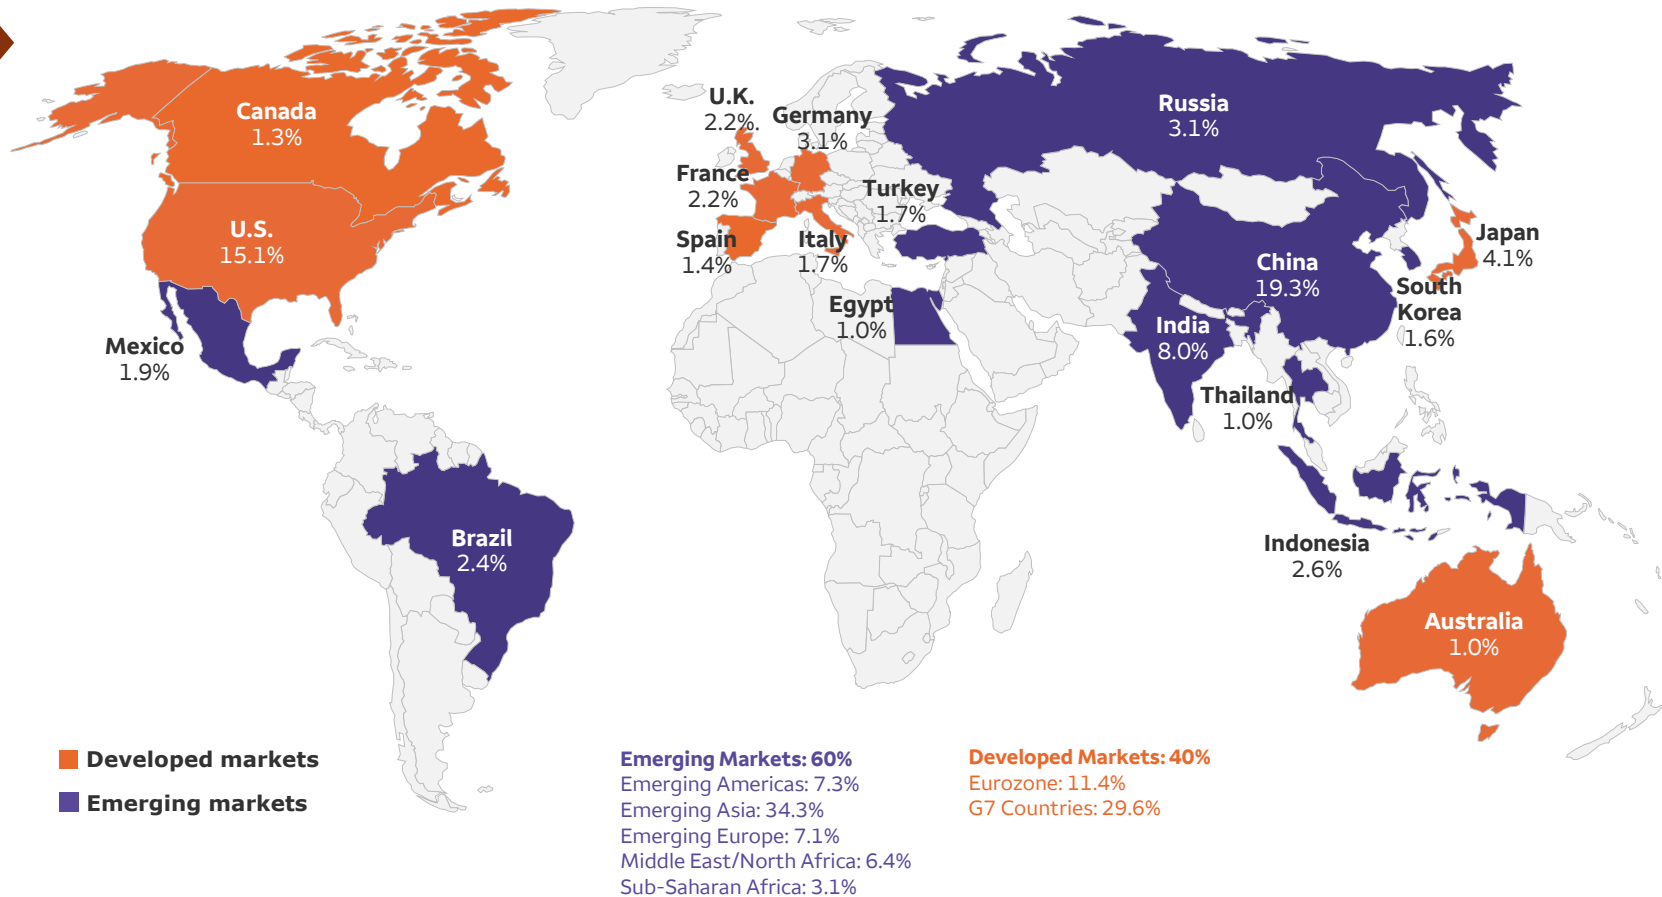 Canada
1.3%
U.S.
15.1%
Mexico
1.9%
Brazil
2.4%
U.K.
2.2%
Germany
3.1%
France
2.2%
Spain
1.4%
Italy
1.7%
Turkey
1.7%
Egypt
1.0%
Russia
3.1%
China
19.3%
India
8.0%
Thailand
1.0%
Japan
4.1%
South
Korea
1.6%
Indonesia
2.6%
Australia
1.0%
Developed markets
Emerging markets
Emerging Markets: 60%
Emerging Americas: 7.3%
Emerging Asia: 34.3%
Emerging Europe: 7.1%
Middle East/North Africa: 6.4%
Sub-Saharan Africa: 3.1%
Developed Markets: 40%
Eurozone: 11.4%
G7 Countries: 29.6%